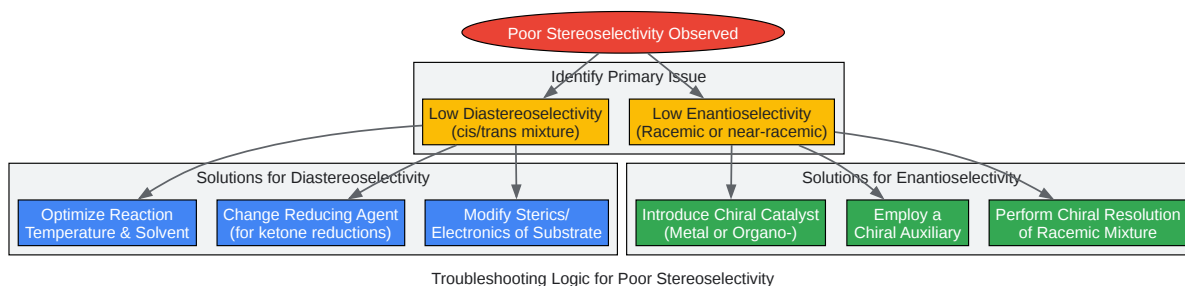 Poor Stereoselectivity Observed
Identify Primary Issue
Low Diastereoselectivity
(cis/trans mixture)
Low Enantioselectivity
(Racemic or near-racemic)
Solutions for Diastereoselectivity
Optimize Reaction
Temperature & Solvent
Change Reducing Agent
(for ketone reductions)
Modify Sterics/
Electronics of Substrate
Solutions for Enantioselectivity
Introduce Chiral Catalyst
(Metal or Organo-)
Employ a
Chiral Auxiliary
Perform Chiral Resolution
of Racemic Mixture
Troubleshooting Logic for Poor Stereoselectivity